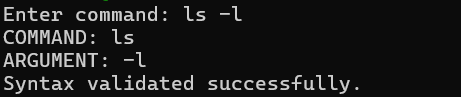 Enter command: ls -l
COMMAND: ls
ARGUMENT: -l
Syntax validated successfully.